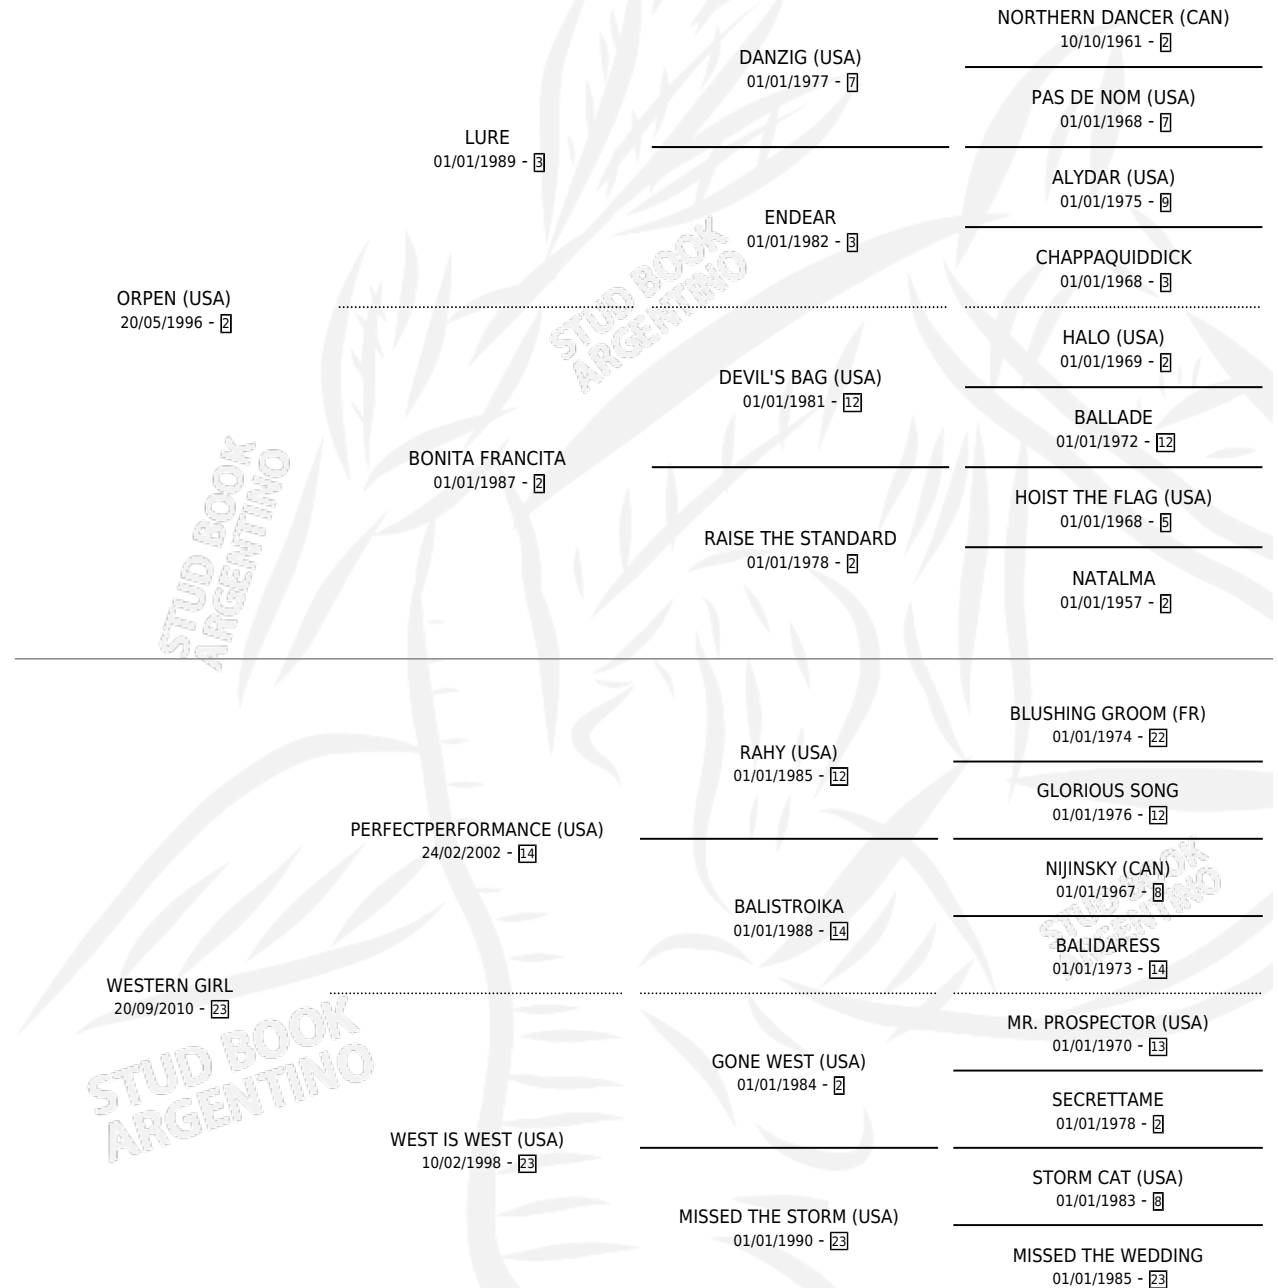 NORTHERN DANCER (CAN)
10/10/1961 - 2
DANZIG (USA)
01/01/1977 - 7
PAS DE NOM (USA)
01/01/1968 - 7
LURE
01/01/1989 - 3
ALYDAR (USA)
01/01/1975 - 9
ENDEAR
01/01/1982 - 3
CHAPPAQUIDDICK
01/01/1968 - 3
ORPEN (USA)
20/05/1996 - 2
STUD BOOK
ARGENTINO
HALO (USA)
01/01/1969 - 2
DEVIL'S BAG (USA)
01/01/1981 - 12
BALLADE
01/01/1972 - 12
BONITA FRANCITA
01/01/1987 - 2
HOIST THE FLAG (USA)
01/01/1968 - 5
RAISE THE STANDARD
01/01/1978 - 2
NATALMA
01/01/1957 - 2
STUD BOOK
ARGENTINO
BLUSHING GROOM (FR)
01/01/1974 - 22
RAHY (USA)
01/01/1985 - 12
GLORIOUS SONG
01/01/1976 - 12
PERFECTPERFORMANCE (USA)
24/02/2002 - 14
NIJINSKY (CAN)
01/01/1967 - 8
BALISTROIKA
01/01/1988 - 14
BALIDARESS
01/01/1973 - 14
STUD BOOK
ARGENTINO
WESTERN GIRL
20/09/2010 - 23
MR. PROSPECTOR (USA)
01/01/1970 - 13
GONE WEST (USA)
01/01/1984 - 2
SECRETTAME
01/01/1978 - 2
STUD BOOK
ARGENTINO
WEST IS WEST (USA)
10/02/1998 - 23
STORM CAT (USA)
01/01/1983 - 8
MISSED THE STORM (USA)
01/01/1990 - 23
MISSED THE WEDDING
01/01/1985 - 23